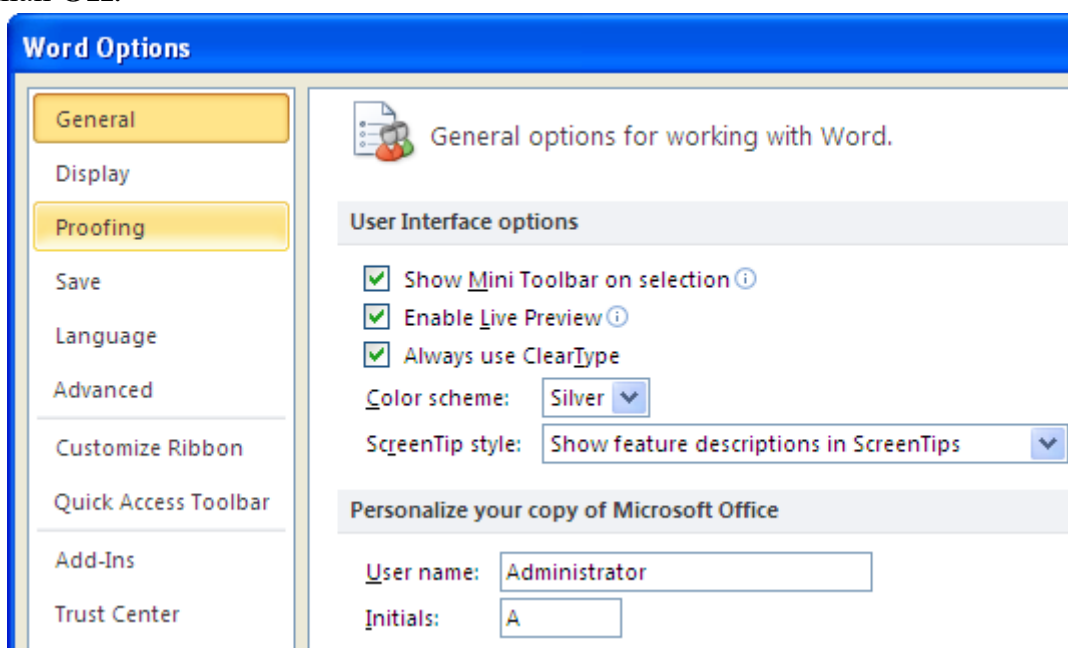 Word Options
General
Display
Proofing
Save
Language
Advanced
Customize Ribbon
Quick Access Toolbar
Add-Ins
Trust Center
General options for working with Word.
User Interface options
Show Mini Toolbar on selection
Enable Live Preview
Always use ClearType
Color scheme: Silver
ScreenTip style: Show feature descriptions in ScreenTips
Personalize your copy of Microsoft Office
User name: Administrator
Initials: A